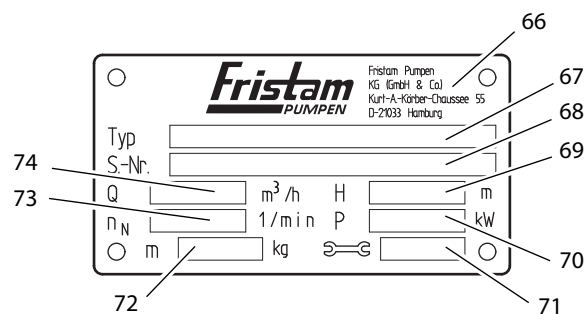 66
Fristam
PUMPEN
Fristam Pumpen
KG (GmbH & Co)
Kurt-A.-Körber-Chaussee 55
D-21033 Hamburg
67
68
Typ
S.-Nr.
74 Q m³/h H m 69
73 n_N 1/min P kW 70
m kg
72 71